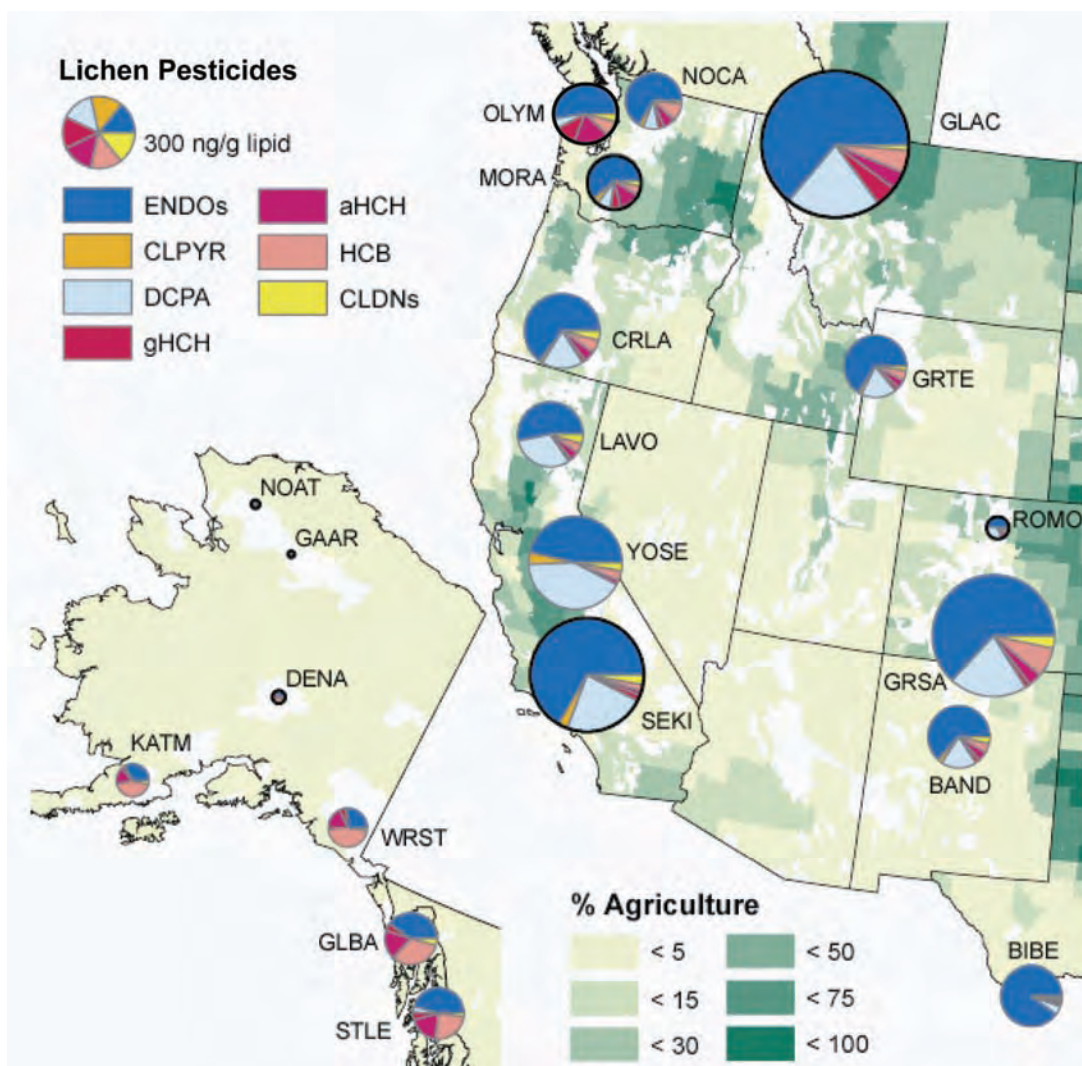 Lichen Pesticides
300 ng/g lipid
ENDOs
aHCH
CLPYR
HCB
DCPA
CLDNs
gHCH
NOCA
OLYM
GLAC
MORA
CRLA
GRTE
LAVO
NOAT
ROMO
GAAR
YOSE
DENA
GRSA
SEKI
KATM
BAND
WRST
% Agriculture
GLBA
< 5
< 50
BIBE
< 15
< 75
STLE
< 30
< 100